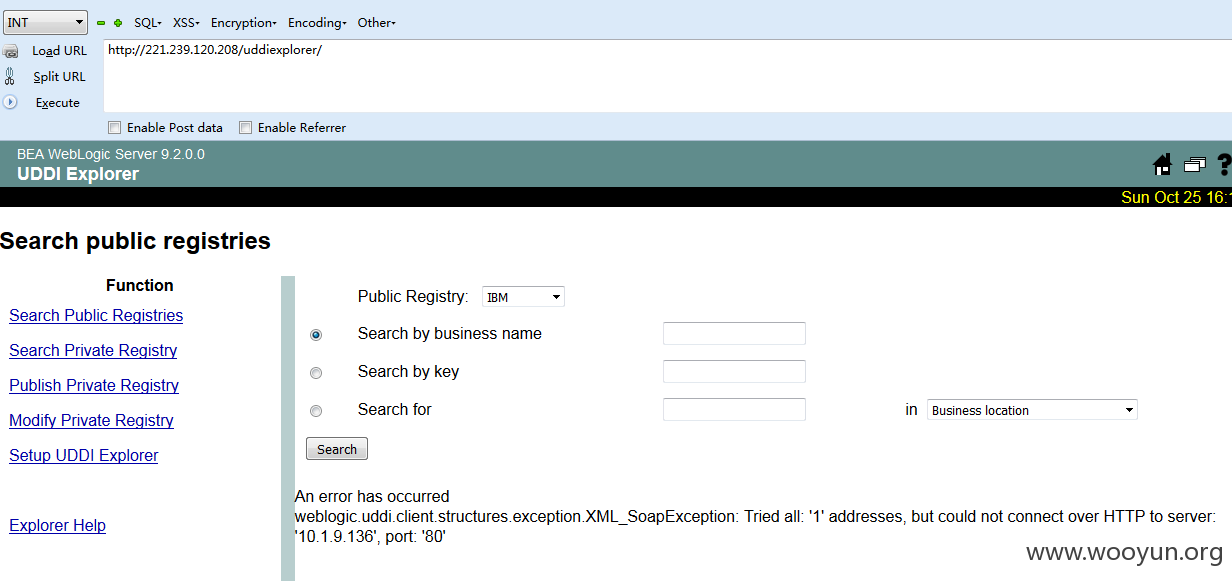 INT SQL XSS Encryption Encoding Other
Load URL http://221.239.120.208/uddiexplorer/
Split URL
Execute
Enable Post data Enable Referrer
BEA WebLogic Server 9.2.0.0
UDDI Explorer
Sun Oct 25 16:1
Search public registries
Function
Search Public Registries
Search Private Registry
Publish Private Registry
Modify Private Registry
Setup UDDI Explorer
Explorer Help
Public Registry: IBM
Search by business name
Search by key
Search for in Business location
Search
An error has occurred
weblogic.uddi.client.structures.exception.XML_SoapException: Tried all: '1' addresses, but could not connect over HTTP to server:
'10.1.9.136', port: '80'
www.wooyun.org